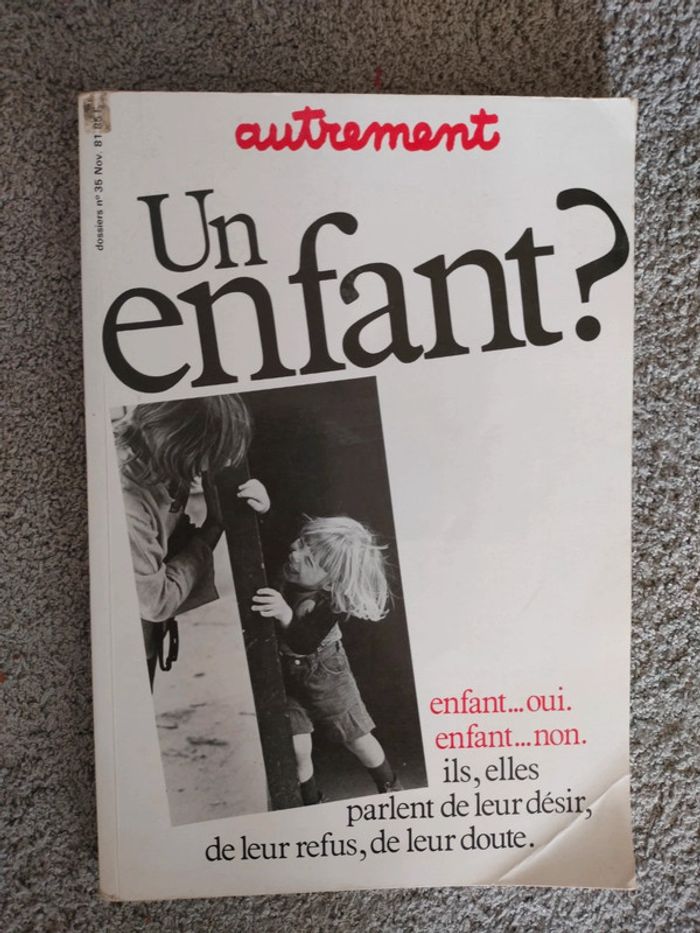 autrement
dossiers n° 35 Nov. 81
Un
enfant?
enfant...oui.
enfant...non.
ils, elles
parlent de leur désir,
de leur refus, de leur doute.